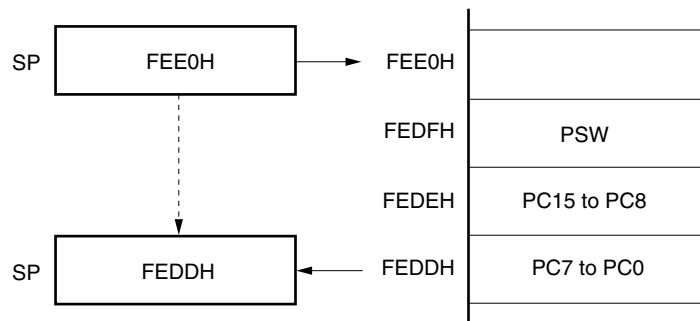 SP FEE0H FEE0H
FEDFH PSW
FEDEH PC15 to PC8
SP FEDDH FEDDH PC7 to PC0